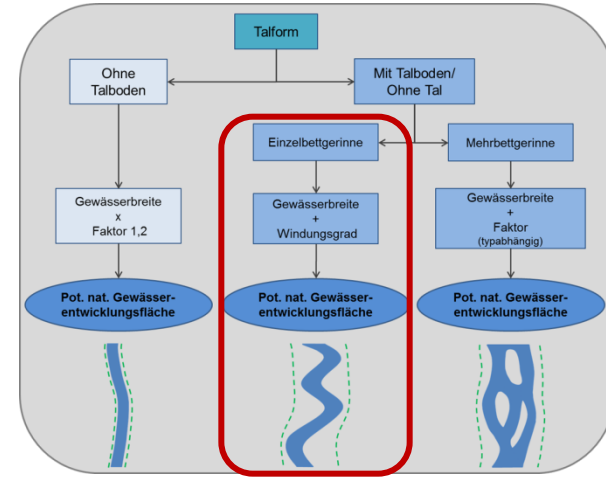 Talform
Ohne
Talboden
Mit Talboden/
Ohne Tal
Einzelbettgerinne
Mehrbettgerinne
Gewässerbreite
x
Faktor 1,2
Gewässerbreite
+
Windungsgrad
Gewässerbreite
+
Faktor
(typabhängig)
Pot. nat. Gewässer-
entwicklungsfläche
Pot. nat. Gewässer-
entwicklungsfläche
Pot. nat. Gewässer-
entwicklungsfläche